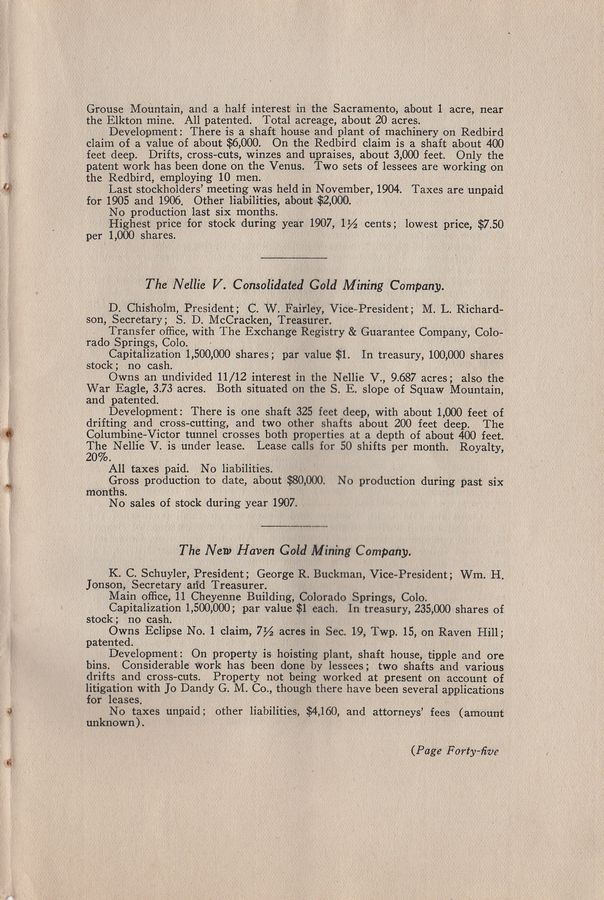 Grouse Mountain, and a half interest in the Sacramento, about 1 acre, near
the Elkton mine. All patented. Total acreage, about 20 acres.
Development: There is a shaft house and plant of machinery on Redbird
claim of a value of about $6,000. On the Redbird claim is a shaft about 400
feet deep. Drifts, cross-cuts, winzes and upraises, about 3,000 feet. Only the
patent work has been done on the Venus. Two sets of lessees are working on
the Redbird, employing 10 men.
Last stockholders' meeting was held in November, 1904. Taxes are unpaid
for 1905 and 1906. Other liabilities, about $2,000.
No production last six months.
Highest price for stock during year 1907, 1½ cents; lowest price, $7.50
per 1,000 shares.
The Nellie V. Consolidated Gold Mining Company.
D. Chisholm, President; C. W. Fairley, Vice-President; M. L. Richard-
son, Secretary; S. D. McCracken, Treasurer.
Transfer office, with The Exchange Registry & Guarantee Company, Colo-
rado Springs, Colo.
Capitalization 1,500,000 shares; par value $1. In treasury, 100,000 shares
stock; no cash.
Owns an undivided 11/12 interest in the Nellie V., 9.687 acres; also the
War Eagle, 3.73 acres. Both situated on the S. E. slope of Squaw Mountain,
and patented.
Development: There is one shaft 325 feet deep, with about 1,000 feet of
drifting and cross-cutting, and two other shafts about 200 feet deep. The
Columbine-Victor tunnel crosses both properties at a depth of about 400 feet.
The Nellie V. is under lease. Lease calls for 50 shifts per month. Royalty,
20%.
All taxes paid. No liabilities.
Gross production to date, about $80,000. No production during past six
months.
No sales of stock during year 1907.
The New Haven Gold Mining Company.
K. C. Schuyler, President; George R. Buckman, Vice-President; Wm. H.
Jonson, Secretary and Treasurer.
Main office, 11 Cheyenne Building, Colorado Springs, Colo.
Capitalization 1,500,000; par value $1 each. In treasury, 235,000 shares of
stock; no cash.
Owns Eclipse No. 1 claim, 7½ acres in Sec. 19, Twp. 15, on Raven Hill;
patented.
Development: On property is hoisting plant, shaft house, tipple and ore
bins. Considerable work has been done by lessees; two shafts and various
drifts and cross-cuts. Property not being worked at present on account of
litigation with Jo Dandy G. M. Co., though there have been several applications
for leases.
No taxes unpaid; other liabilities, $4,160, and attorneys' fees (amount
unknown).
(Page Forty-five